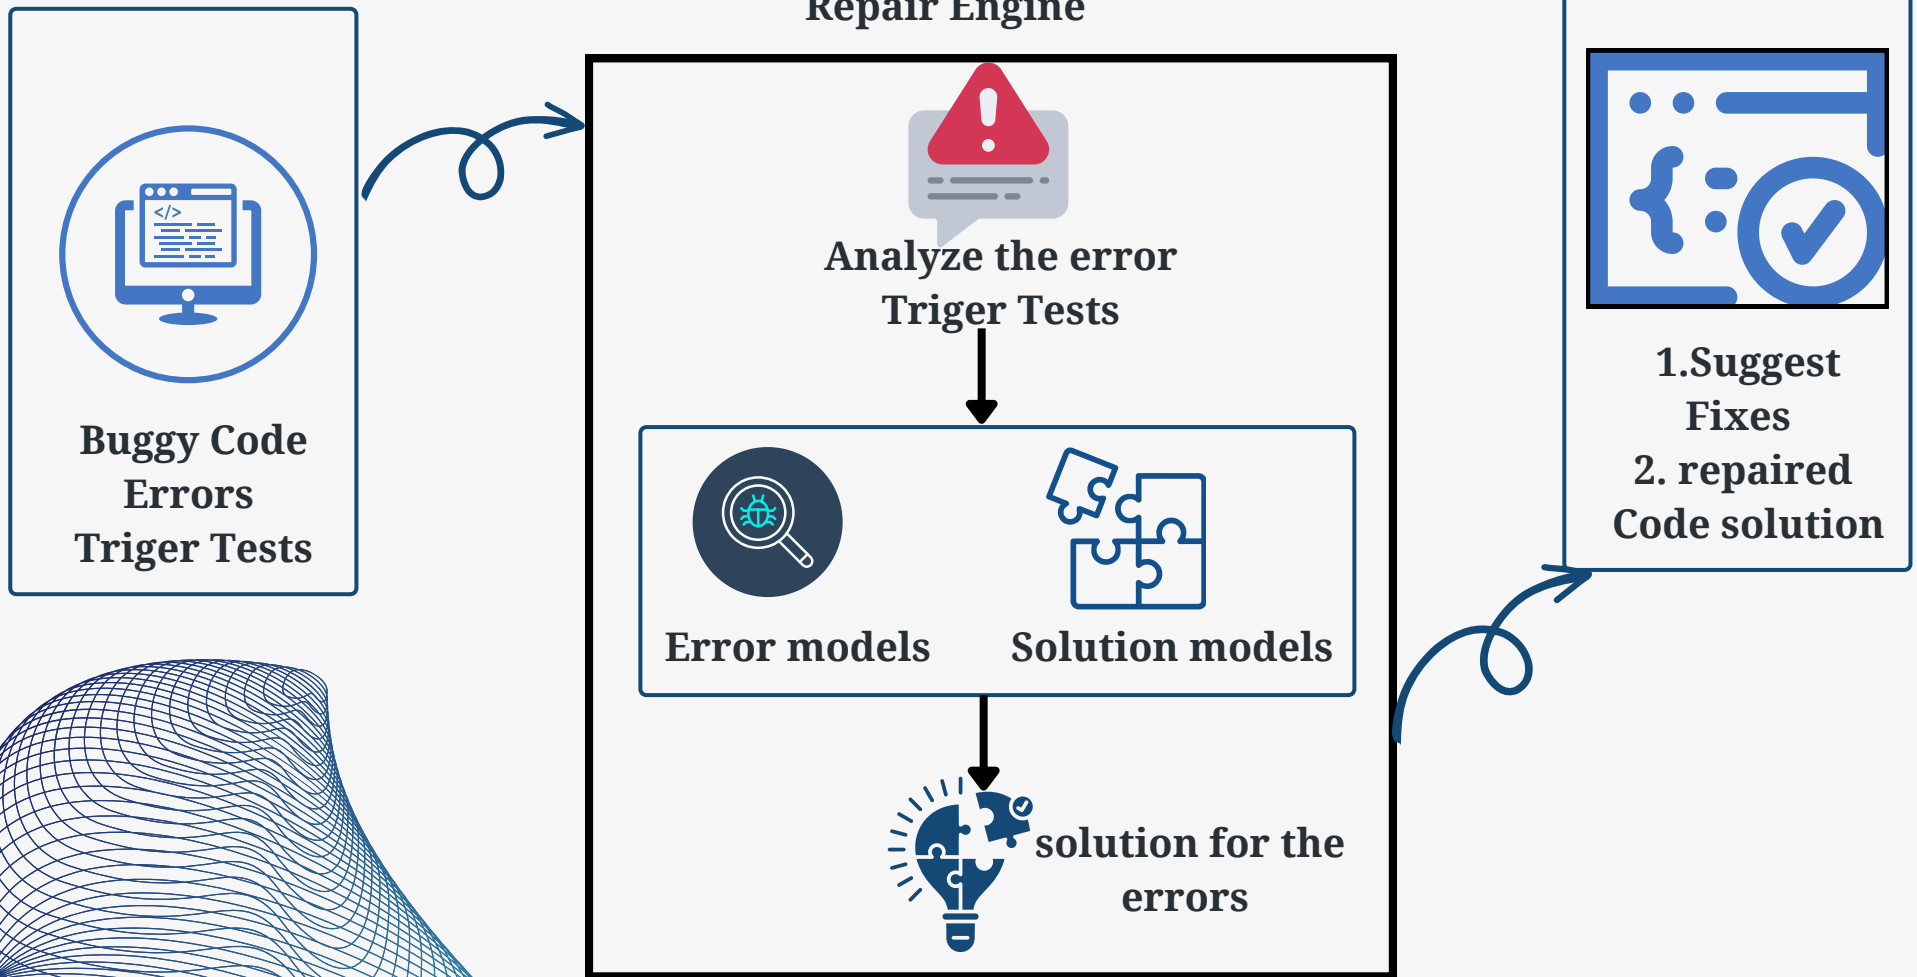 Repair Engine
Buggy Code
Errors
Triger Tests
</>
Analyze the error
Triger Tests
Error models
Solution models
solution for the
errors
1.Suggest
Fixes
2. repaired
Code solution